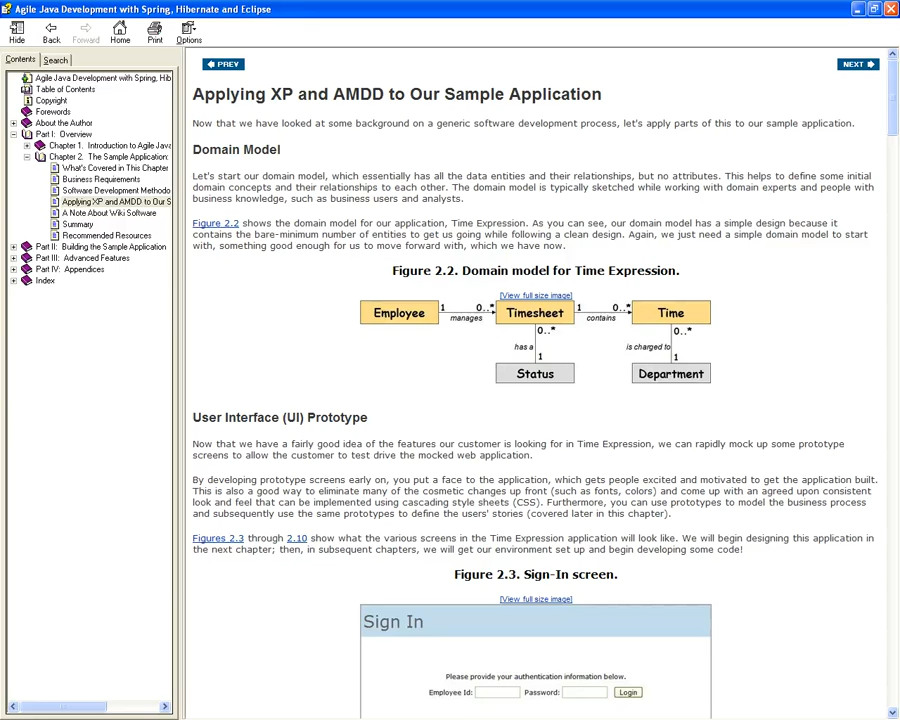 Agile Java Development with Spring, Hibernate and Eclipse
Hide Back Forward Home Print Options
Contents Search
Agile Java Development with Spring, Hib
Table of Contents
Copyright
Forewords
About the Author
Part I: Overview
Chapter 1. Introduction to Agile Java
Chapter 2. The Sample Application:
What's Covered in This Chapter
Business Requirements
Software Development Methodo
Applying XP and AMDD to Our S
A Note About Wiki Software
Summary
Recommended Resources
Part II: Building the Sample Application
Part III: Advanced Features
Part IV: Appendices
Index
PREV
NEXT
Applying XP and AMDD to Our Sample Application
Now that we have looked at some background on a generic software development process, let's apply parts of this to our sample application.
Domain Model
Let's start our domain model, which essentially has all the data entities and their relationships, but no attributes. This helps to define some initial
domain concepts and their relationships to each other. The domain model is typically sketched while working with domain experts and people with
business knowledge, such as business users and analysts.
Figure 2.2 shows the domain model for our application, Time Expression. As you can see, our domain model has a simple design because it
contains the bare-minimum number of entities to get us going while following a clean design. Again, we just need a simple domain model to start
with, something good enough for us to move forward with, which we have now.
Figure 2.2. Domain model for Time Expression.
[View full size image]
Employee 1 manages 0..* Timesheet 1 contains 0..* Time
0..* 0..*
has a is charged to
1 1
Status Department
User Interface (UI) Prototype
Now that we have a fairly good idea of the features our customer is looking for in Time Expression, we can rapidly mock up some prototype
screens to allow the customer to test drive the mocked web application.
By developing prototype screens early on, you put a face to the application, which gets people excited and motivated to get the application built.
This is also a good way to eliminate many of the cosmetic changes up front (such as fonts, colors) and come up with an agreed upon consistent
look and feel that can be implemented using cascading style sheets (CSS). Furthermore, you can use prototypes to model the business process
and subsequently use the same prototypes to define the users' stories (covered later in this chapter).
Figures 2.3 through 2.10 show what the various screens in the Time Expression application will look like. We will begin designing this application in
the next chapter; then, in subsequent chapters, we will get our environment set up and begin developing some code!
Figure 2.3. Sign-In screen.
[View full size image]
Sign In
Please provide your authentication information below.
Employee Id: Password: Login